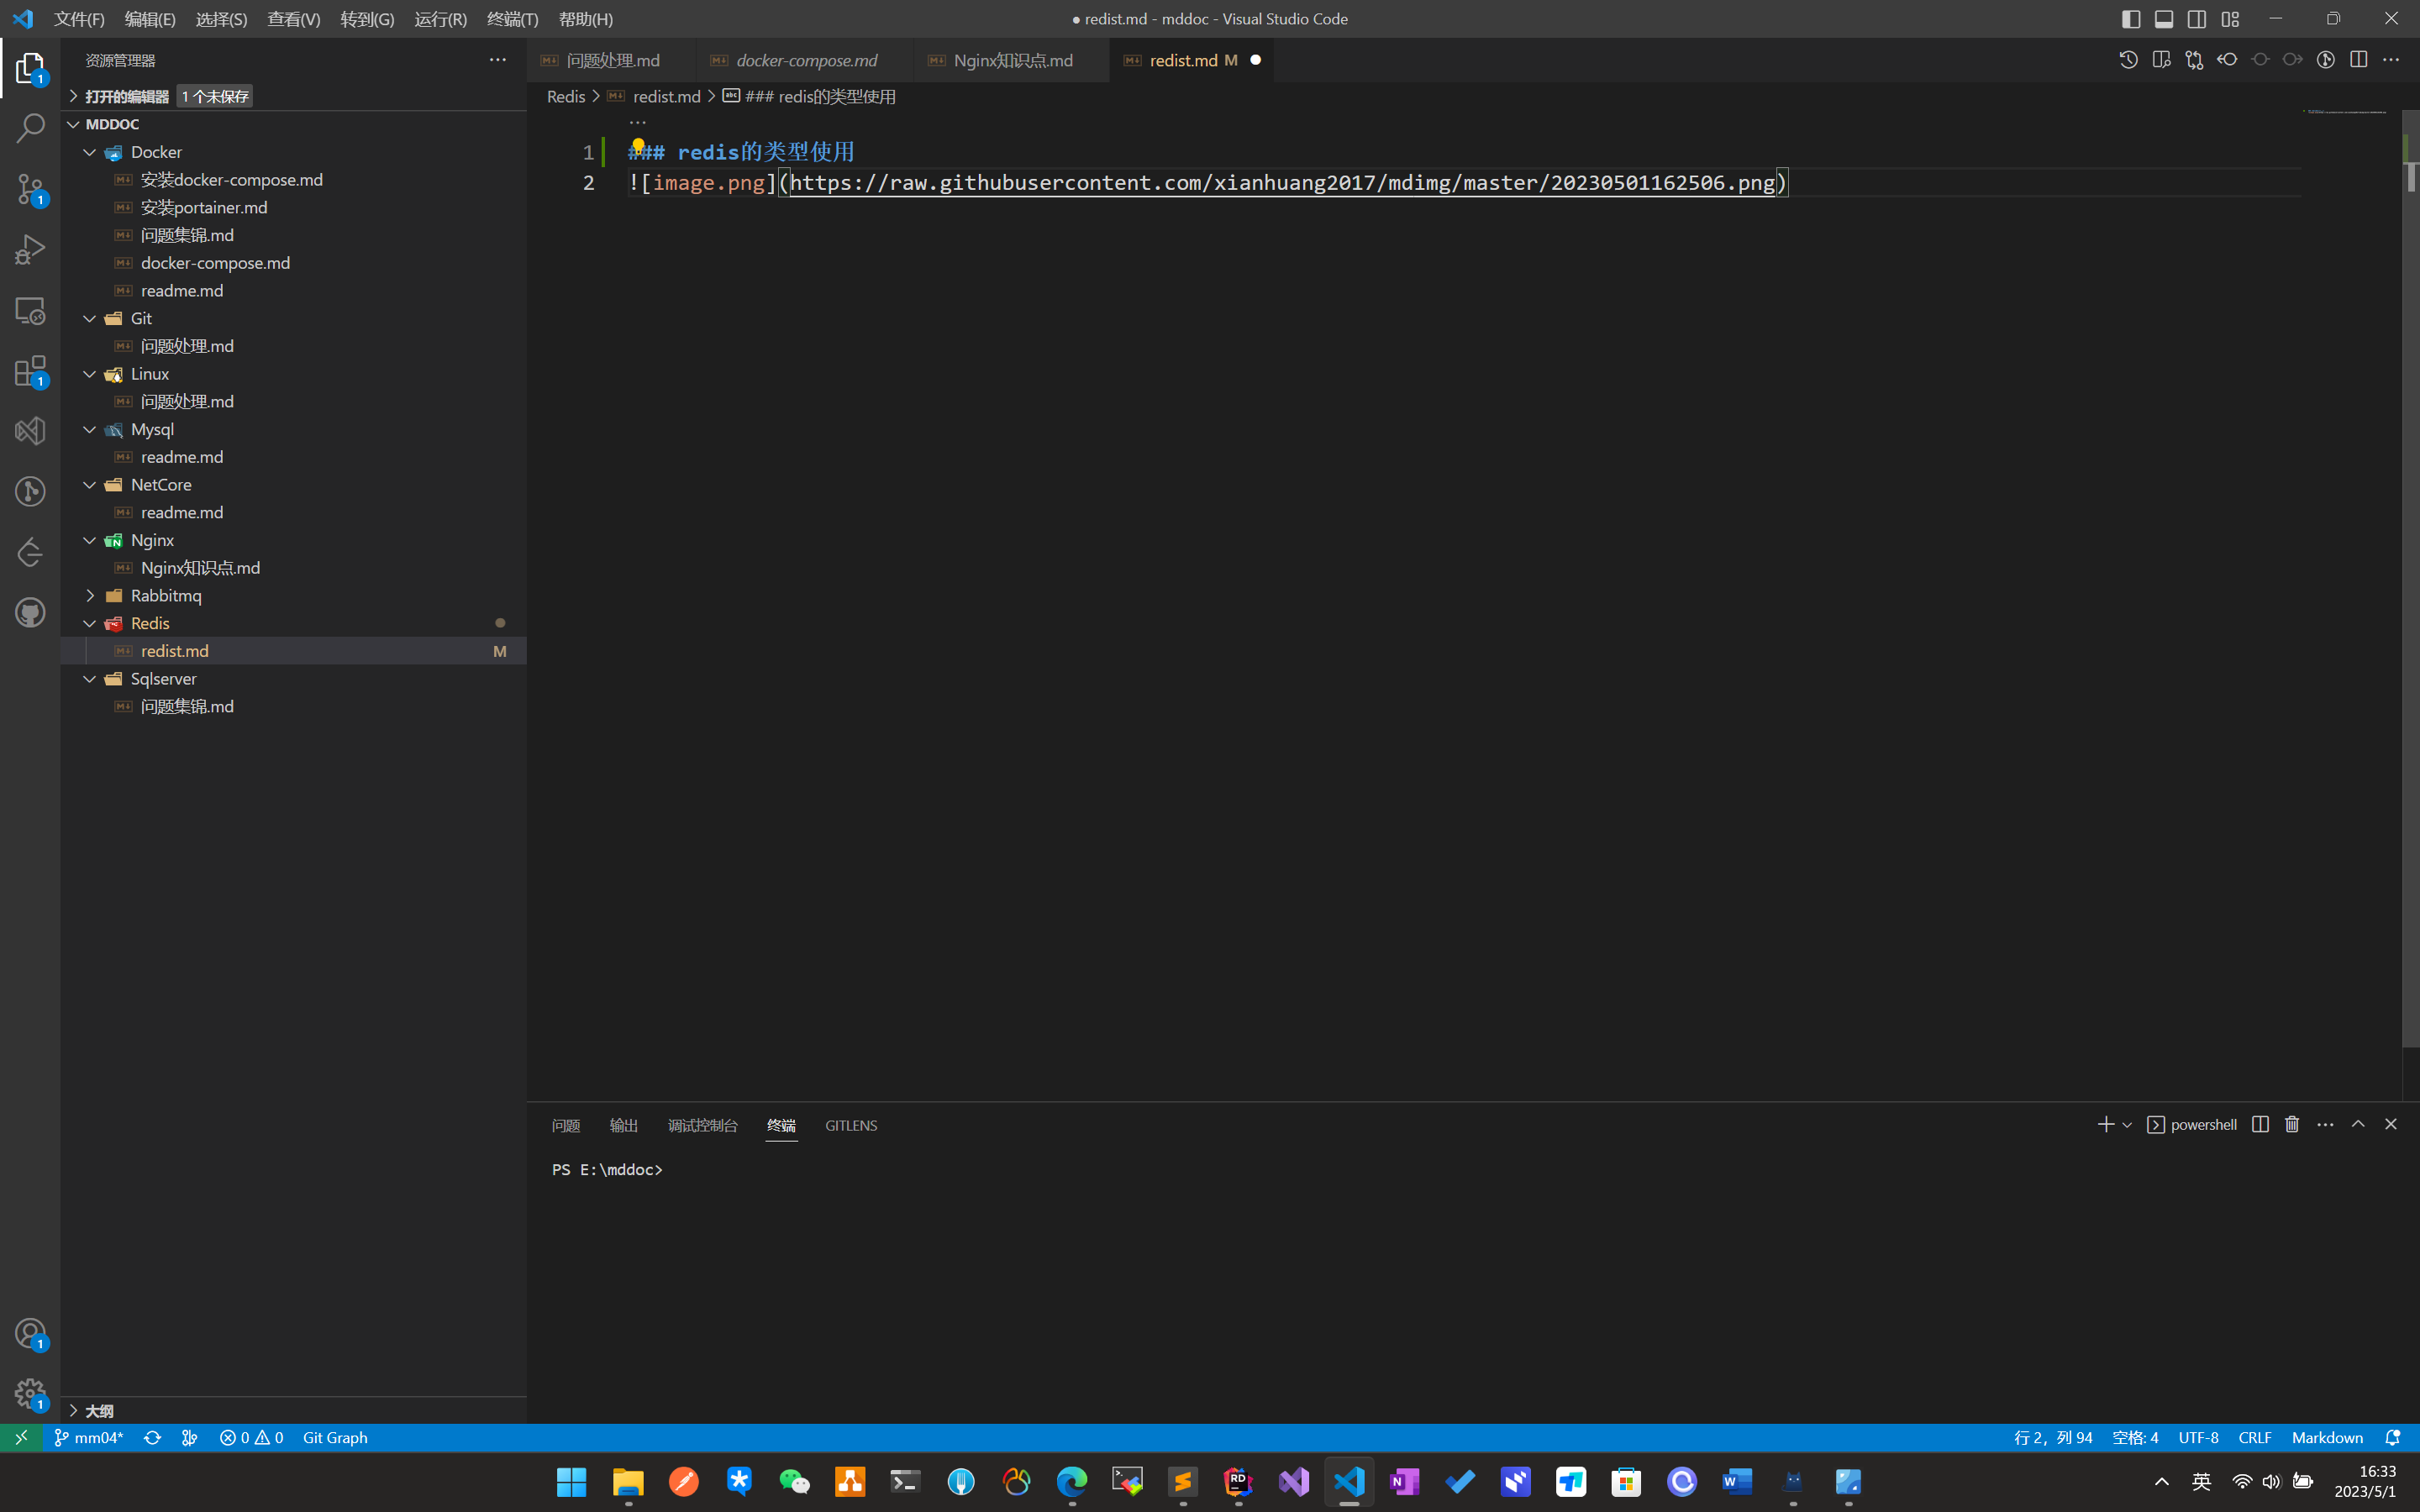 文件(F) 编辑(E) 选择(S) 查看(V) 转到(G) 运行(R) 终端(T) 帮助(H)
● redist.md - mddoc - Visual Studio Code
资源管理器
打开的编辑器 1 个未保存
MDDOC
Docker
安装docker-compose.md
安装portainer.md
问题集锦.md
docker-compose.md
readme.md
Git
问题处理.md
Linux
问题处理.md
Mysql
readme.md
NetCore
readme.md
Nginx
Nginx知识点.md
Rabbitmq
Redis
redist.md M
Sqlserver
问题集锦.md
大纲
问题处理.md docker-compose.md Nginx知识点.md redist.md M
Redis > redist.md > ### redis的类型使用
1 ### redis的类型使用
2 ![image.png](https://raw.githubusercontent.com/xianhuang2017/mdimg/master/20230501162506.png)
问题 输出 调试控制台 终端 GITLENS
powershell
PS E:\mddoc>
mm04* 0 0 Git Graph
行 2，列 94 空格: 4 UTF-8 CRLF Markdown
英
16:33
2023/5/1